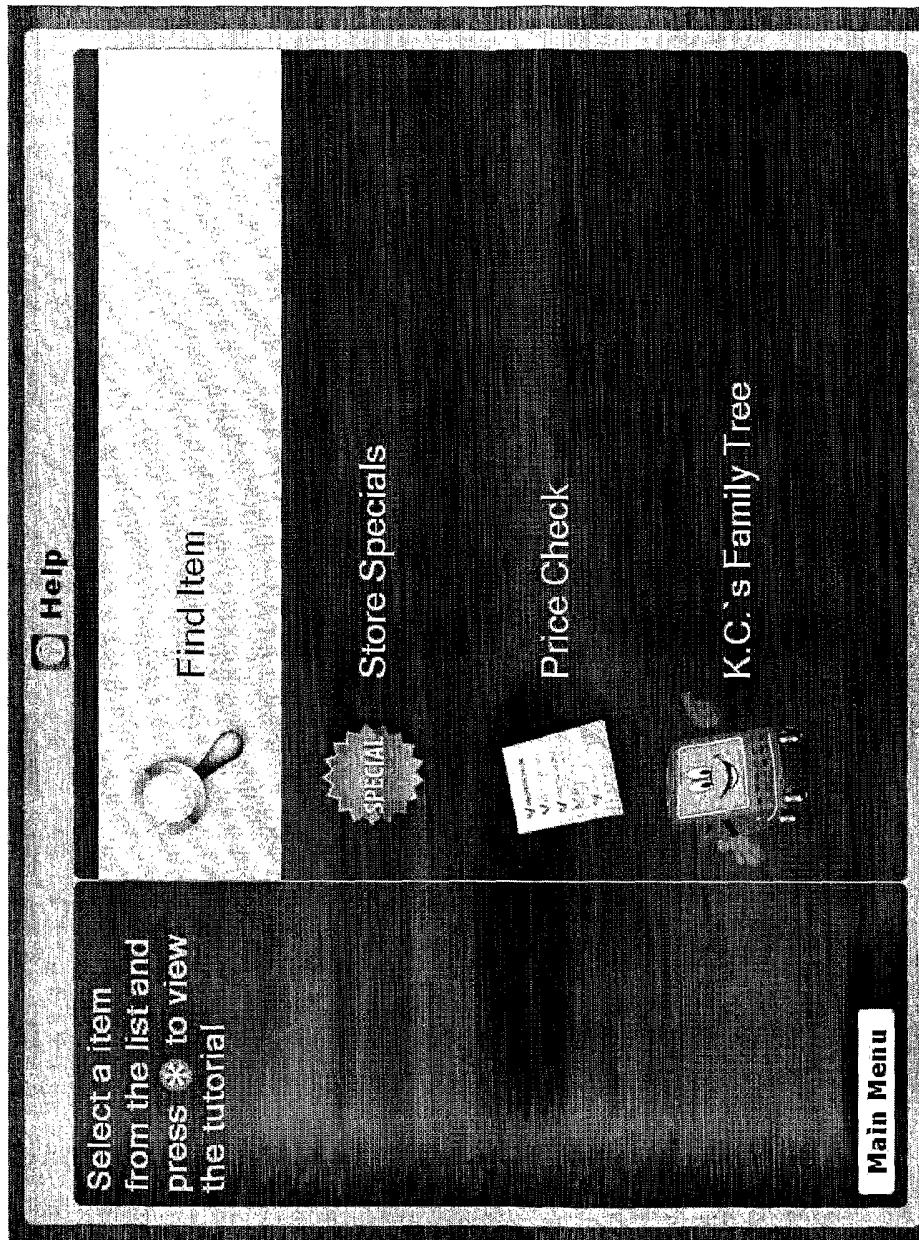 Help
Select a item
from the list and
press to view
the tutorial
Find Item
SPECIAL
Store Specials
Price Check
K.C.`s Family Tree
Main Menu